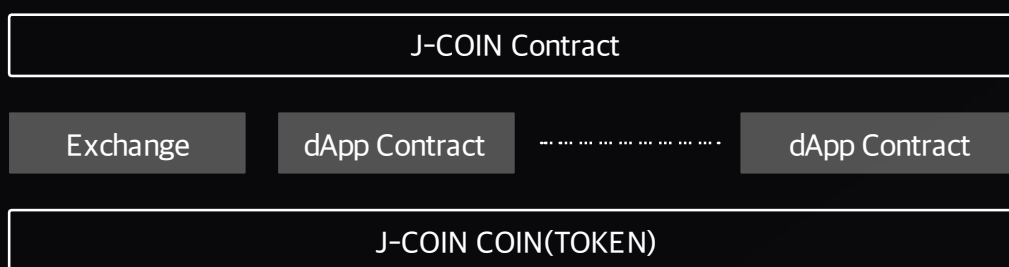 J-COIN Contract
Exchange
dApp Contract
dApp Contract
J-COIN COIN(TOKEN)